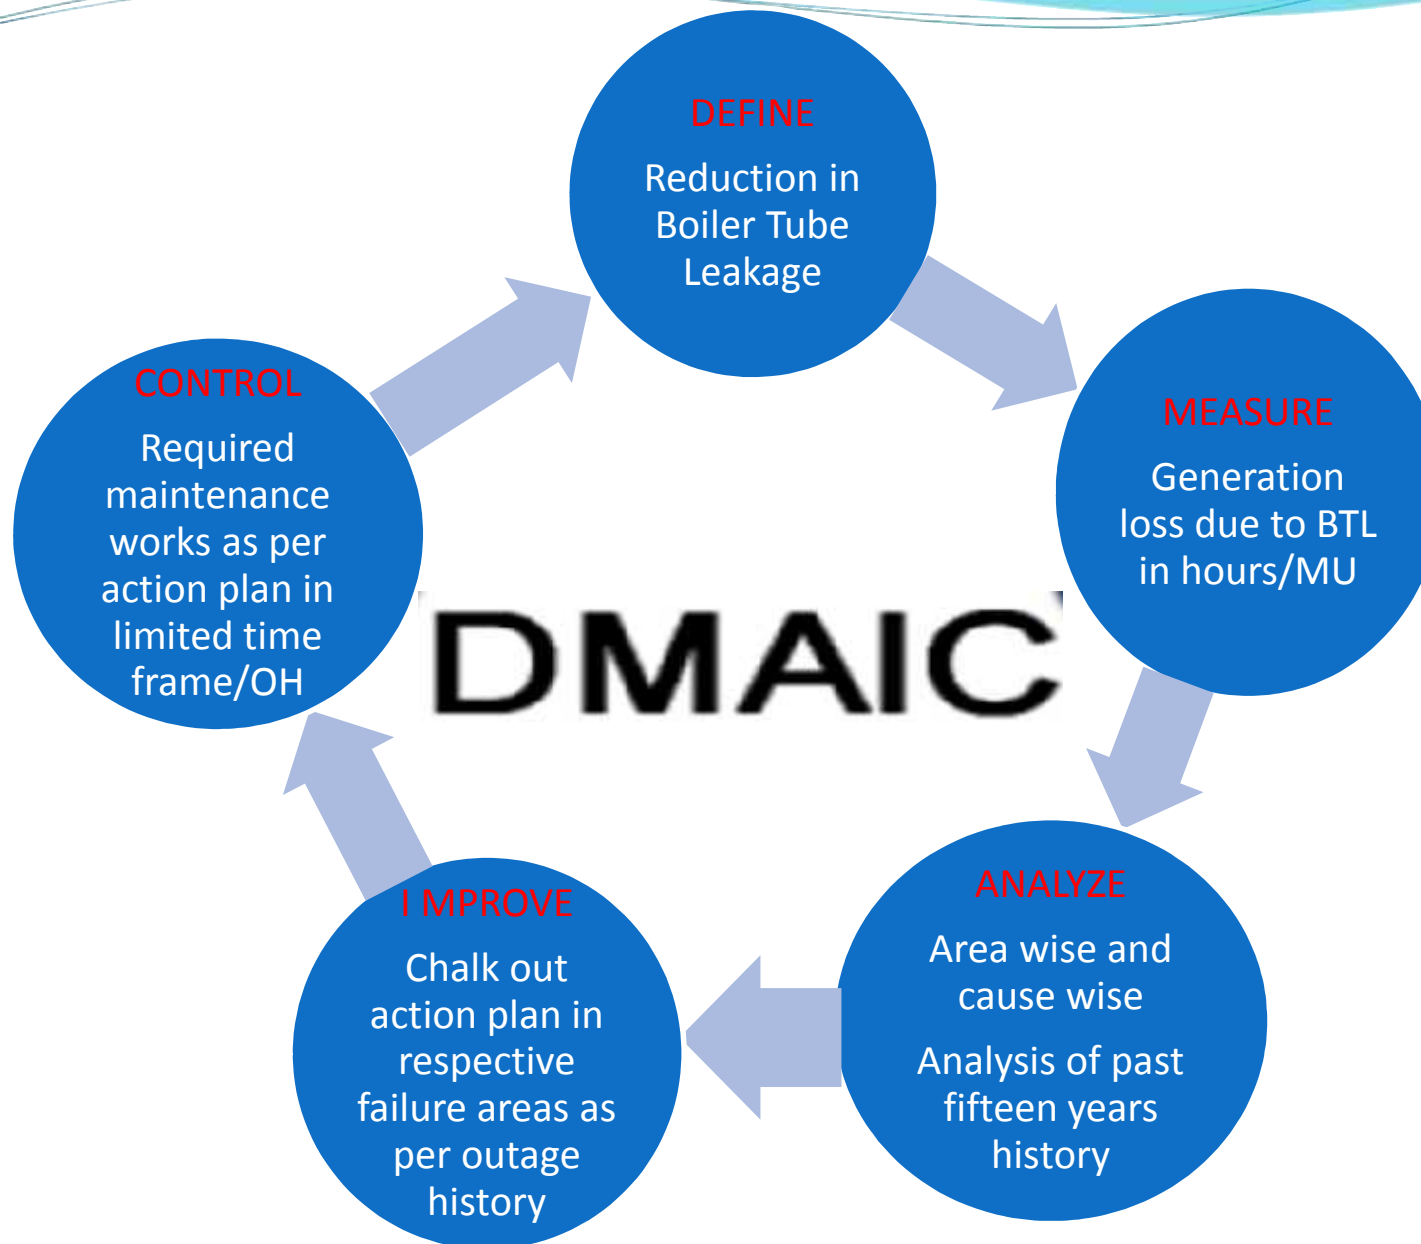 DEFINE
Reduction in
Boiler Tube
Leakage
MEASURE
Generation
loss due to BTL
in hours/MU
ANALYZE
Area wise and
cause wise
Analysis of past
fifteen years
history
I MPROVE
Chalk out
action plan in
respective
failure areas as
per outage
history
CONTROL
Required
maintenance
works as per
action plan in
limited time
frame/OH
DMAIC